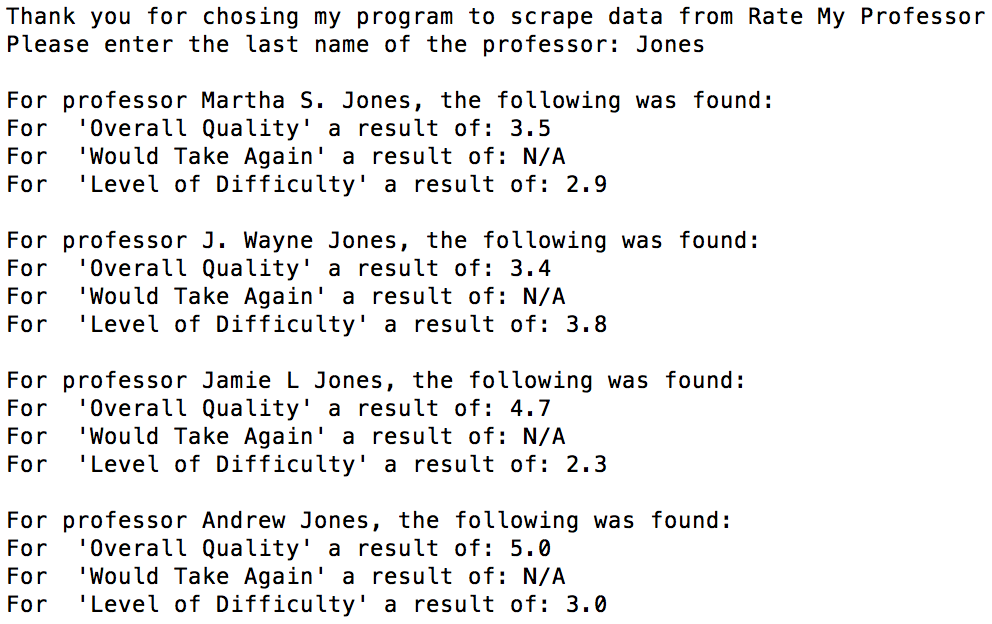 Thank you for chosing my program to scrape data from Rate My Professor
Please enter the last name of the professor: Jones
For professor Martha S. Jones, the following was found:
For  'Overall Quality' a result of: 3.5
For  'Would Take Again' a result of: N/A
For  'Level of Difficulty' a result of: 2.9
For professor J. Wayne Jones, the following was found:
For  'Overall Quality' a result of: 3.4
For  'Would Take Again' a result of: N/A
For  'Level of Difficulty' a result of: 3.8
For professor Jamie L Jones, the following was found:
For  'Overall Quality' a result of: 4.7
For  'Would Take Again' a result of: N/A
For  'Level of Difficulty' a result of: 2.3
For professor Andrew Jones, the following was found:
For  'Overall Quality' a result of: 5.0
For  'Would Take Again' a result of: N/A
For  'Level of Difficulty' a result of: 3.0